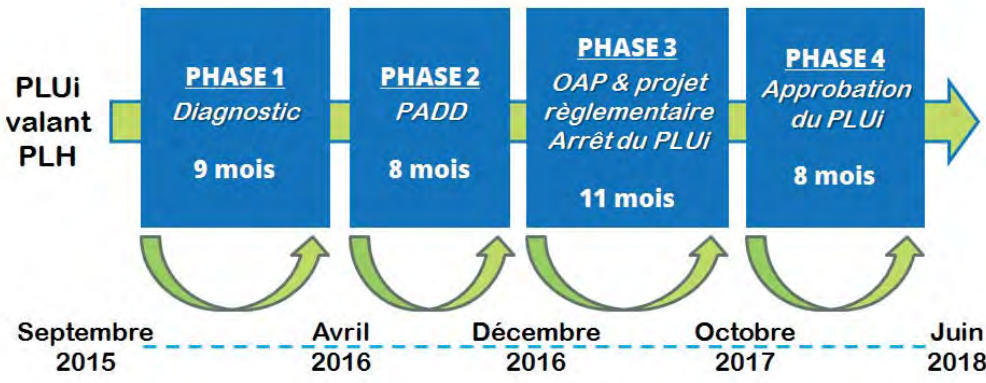 PLUi
valant
PLH
PHASE 1
Diagnostic
9 mois
PHASE 2
PADD
8 mois
PHASE 3
OAP & projet
règlementaire
Arrêt du PLUi
11 mois
PHASE 4
Approbation
du PLUi
8 mois
Septembre
2015
Avril
2016
Décembre
2016
Octobre
2017
Juin
2018